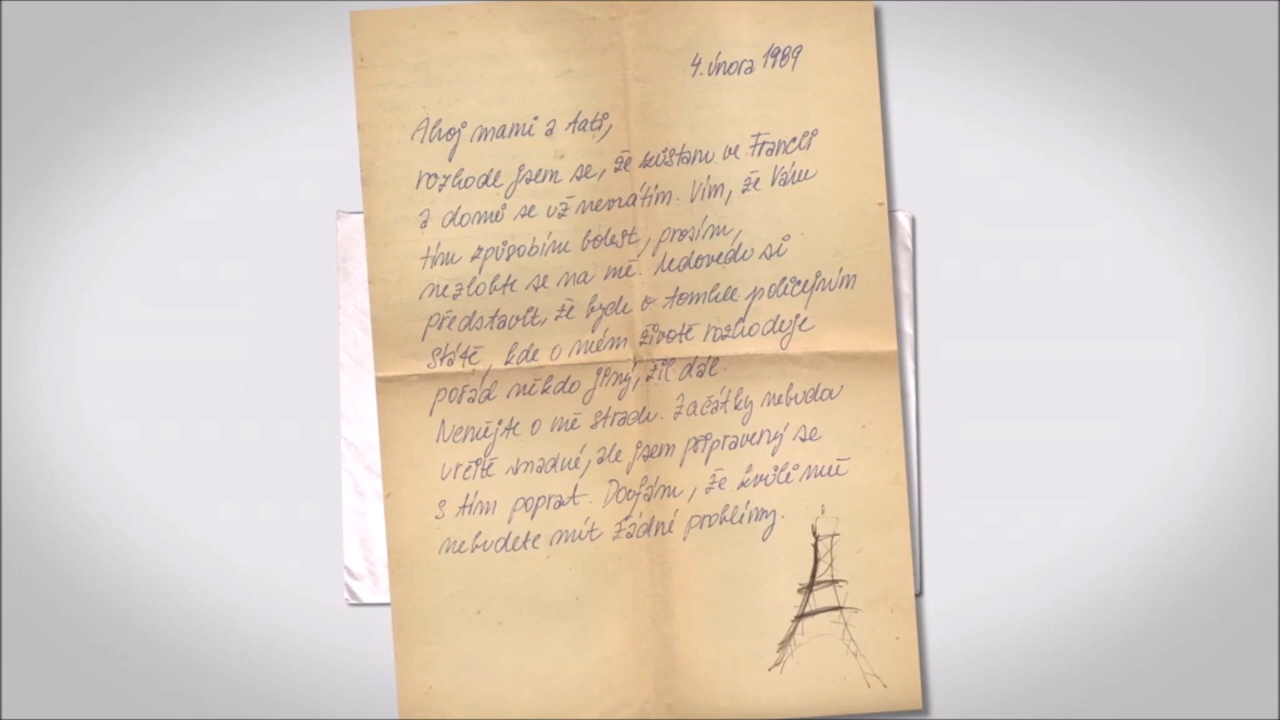 4. února 1989
Ahoj mami a tati,
rozhodl jsem se, že zůstanu ve Francii
a domů se už nevrátím. Vím, že Vám
tím způsobím bolest, prosím,
nezlobte se na mě. Nedovedu si
představit, že bych v tomhle policejním
státě, kde o mém životě rozhoduje
pořád někdo jiný, žil dál.
Nemějte o mě strach. Začátky nebudou
určitě snadné, ale jsem připravený se
s tím poprat. Doufám, že kvůli mně
nebudete mít žádné problémy.